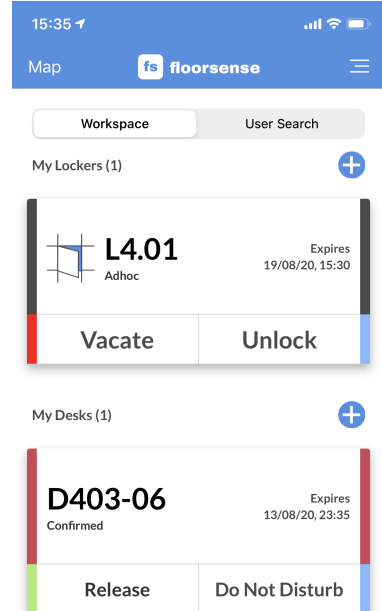 15:35
Map
fs floorsense
Workspace User Search
My Lockers (1)
L4.01
Adhoc
Expires
19/08/20, 15:30
Vacate Unlock
My Desks (1)
D403-06
Confirmed
Expires
13/08/20, 23:35
Release Do Not Disturb